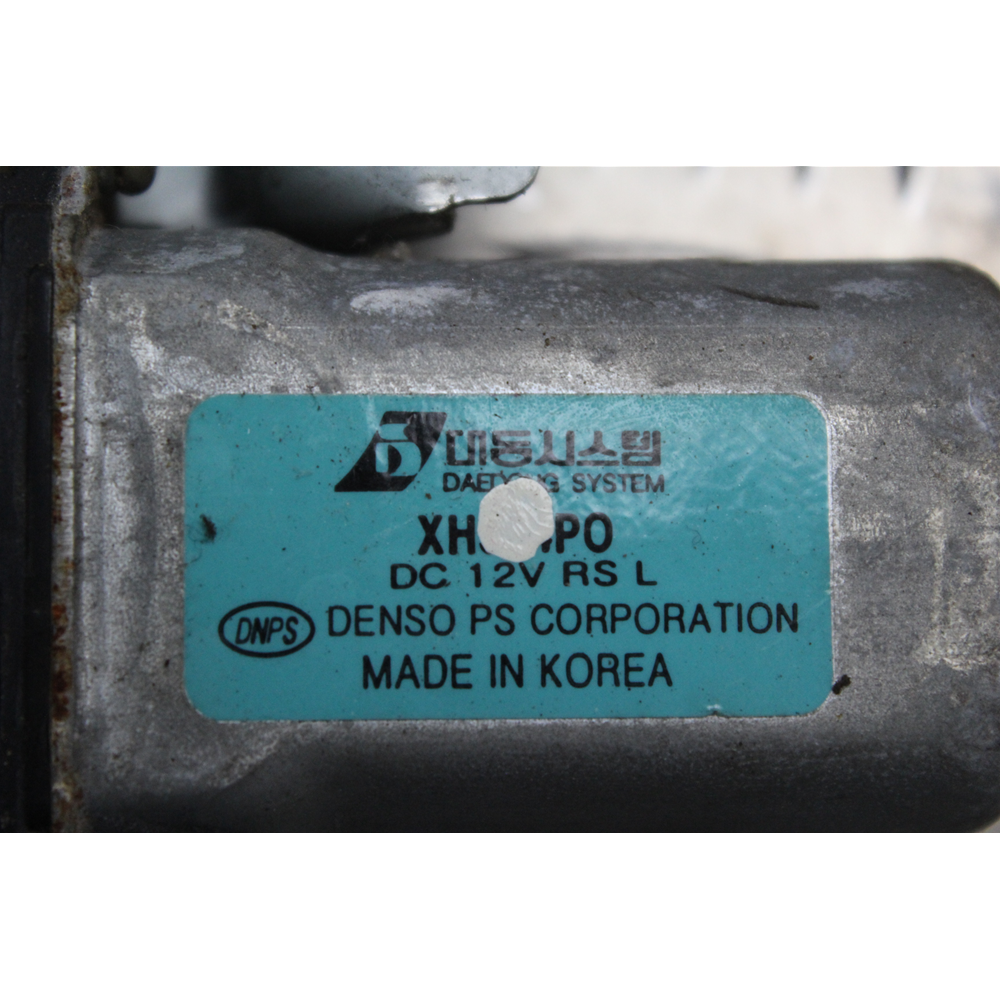 대동시스템
SYSTEM
DC 12V RS L
DNPS DENSO PS CORPORATION
MADE IN KOREA